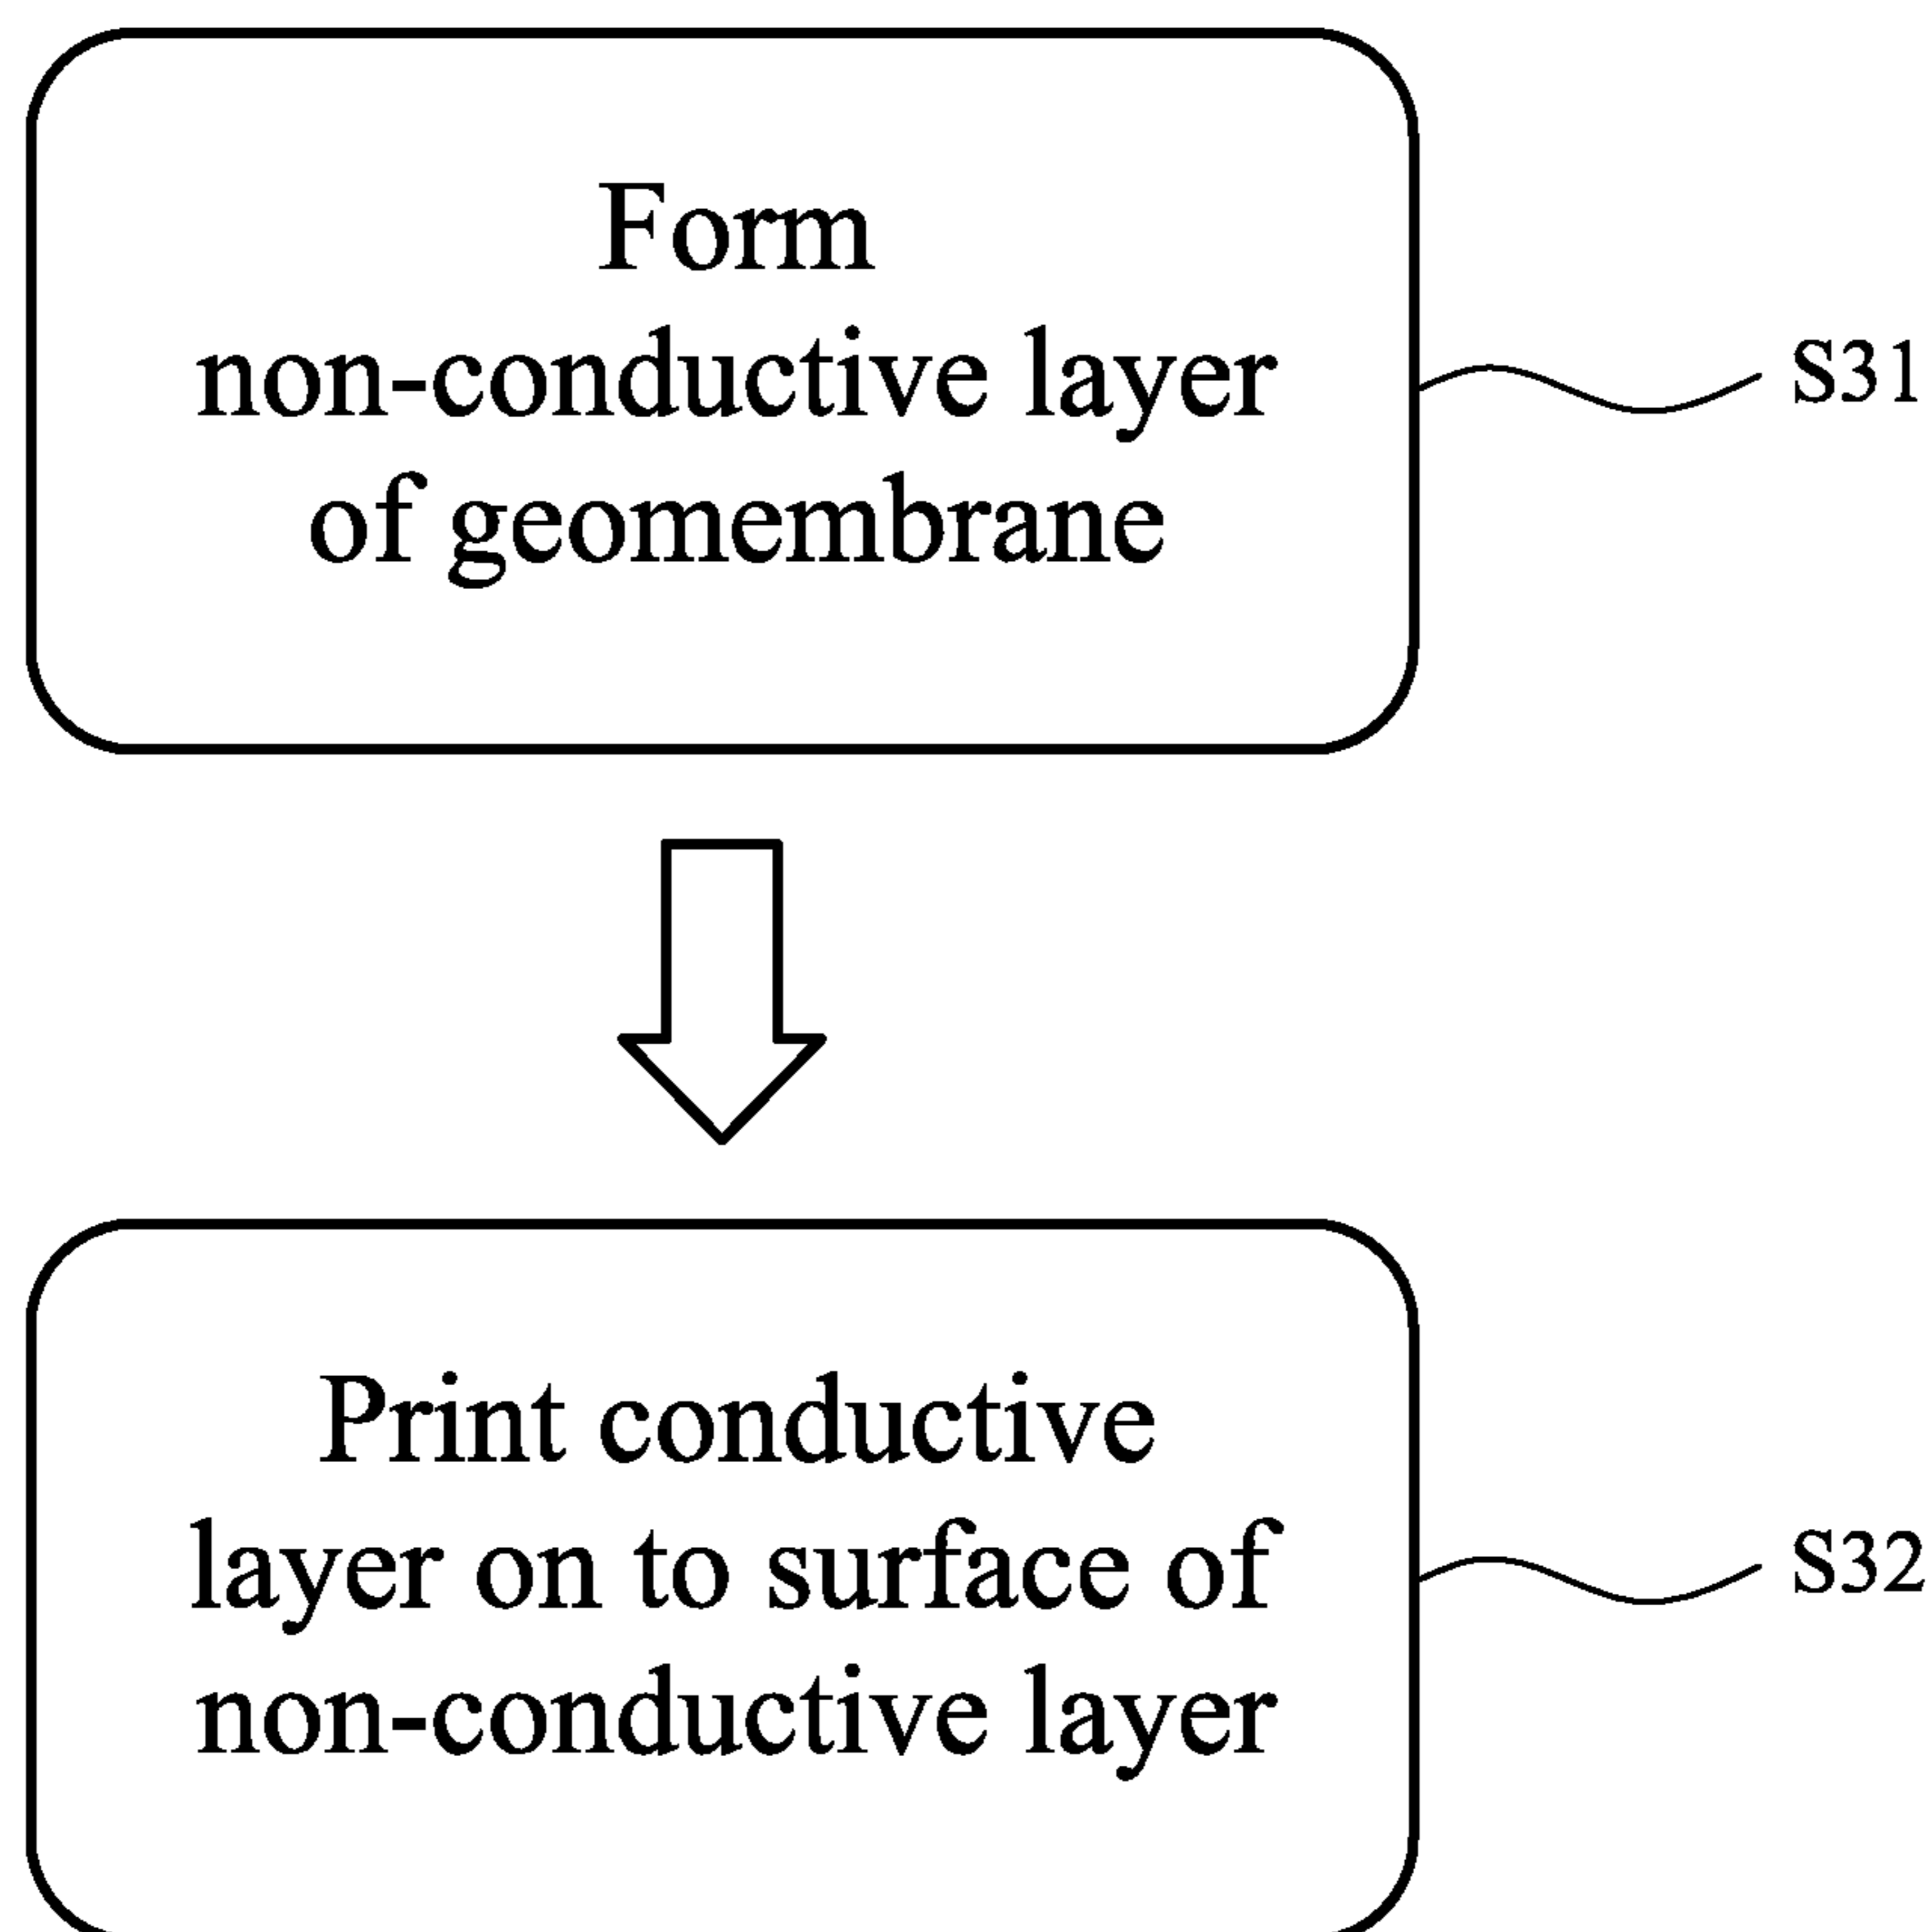 Form
non-conductive layer
of geomembrane
S31
Print conductive
layer on to surface of
non-conductive layer
S32